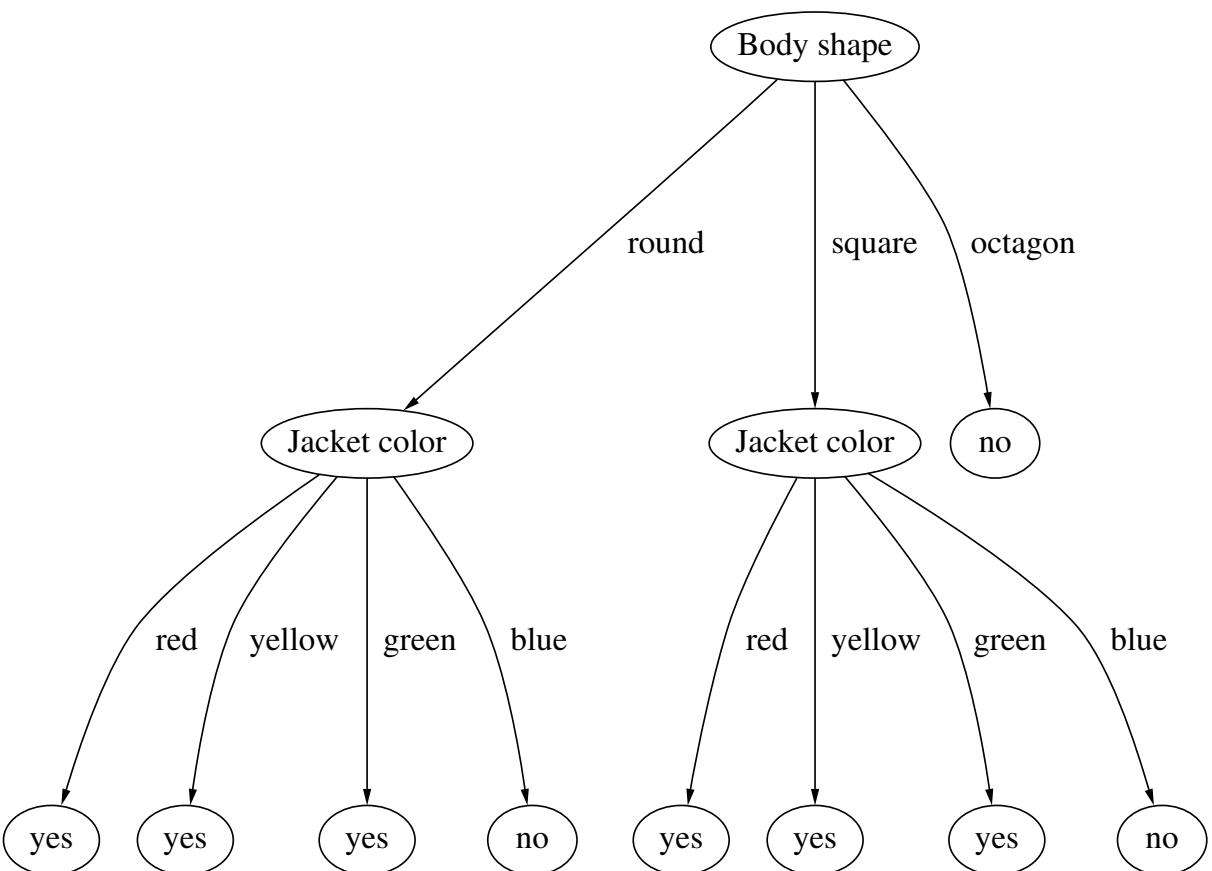 Body shape
round
square
octagon
Jacket color
Jacket color
no
red
yellow
green
blue
red
yellow
green
blue
yes
yes
yes
no
yes
yes
yes
no